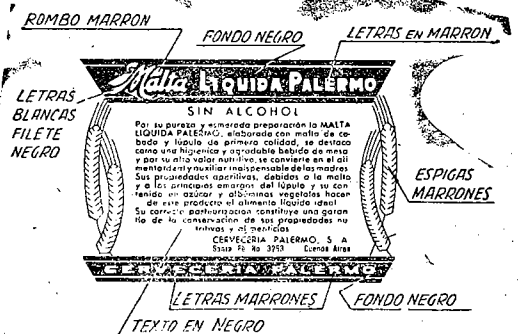 ROMBO MARRON
FONDO NEGRO
LETRAS EN MARRON
Malta LIQUIDA PALERMO
LETRAS
BLANCAS
FILETE
NEGRO
SIN ALCOHOL
Por su pureza y esmerada preparación la MALTA
LIQUIDA PALERMO, elaborada con malta de ce-
bada y lúpulo de primera calidad, se destaca
como una higienica y agradable bebida de mesa
y por su alto valor nutritivo, se convierte en el ali
mento ideal y auxiliar indispensable de las madres
Sus propiedades aperitivas, debidas a la malta
y a los principios amargos del lúpulo y su con-
tenido en azúcar y albúminas vegetales hacen
de este producto el alimento líquido ideal
Su correcta pasteurización constituye una garan
tía de la conservación de sus propiedades nu
tritivas y alimenticias
CERVECERIA PALERMO, S. A
Santa Fé No 3253 Buenos Aires
ESPIGAS
MARRONES
CERVECERIA PALERMO
LETRAS MARRONES
FONDO NEGRO
TEXTO EN NEGRO